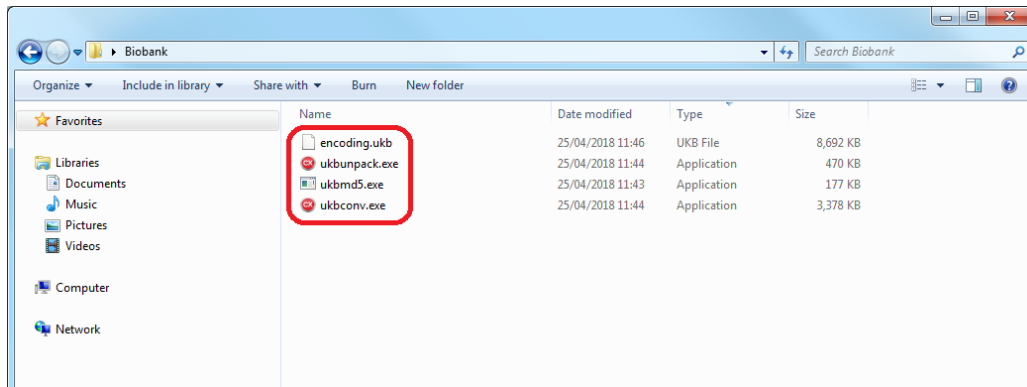 Biobank
Search Biobank
Organize Include in library Share with Burn New folder
Favorites
Libraries
Documents
Music
Pictures
Videos
Computer
Network
Name Date modified Type Size
encoding.ukb 25/04/2018 11:46 UKB File 8,692 KB
ukbunpack.exe 25/04/2018 11:44 Application 470 KB
ukbmd5.exe 25/04/2018 11:43 Application 177 KB
ukbconv.exe 25/04/2018 11:44 Application 3,378 KB